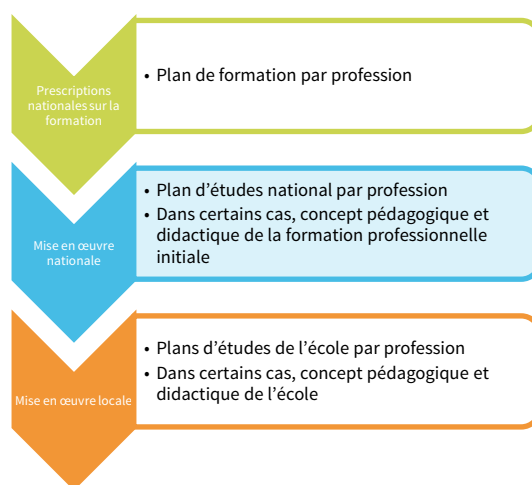 Prescriptions
nationales sur la
formation
• Plan de formation par profession
Mise en œuvre
nationale
• Plan d’études national par profession
• Dans certains cas, concept pédagogique et
didactique de la formation professionnelle
initiale
Mise en œuvre locale
• Plans d’études de l’école par profession
• Dans certains cas, concept pédagogique et
didactique de l’école